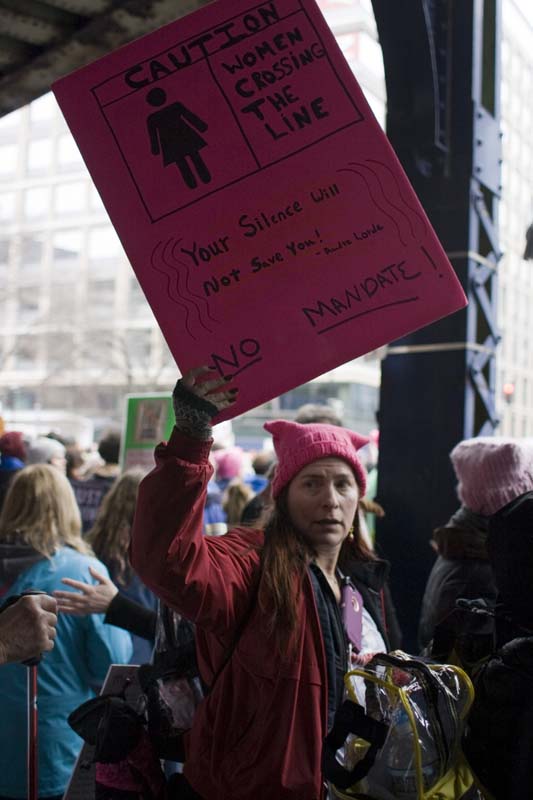 CAUTION
WOMEN
CROSSING
THE
LINE
Your Silence Will
Not Save You!
- Audre Lorde
NO MANDATE!